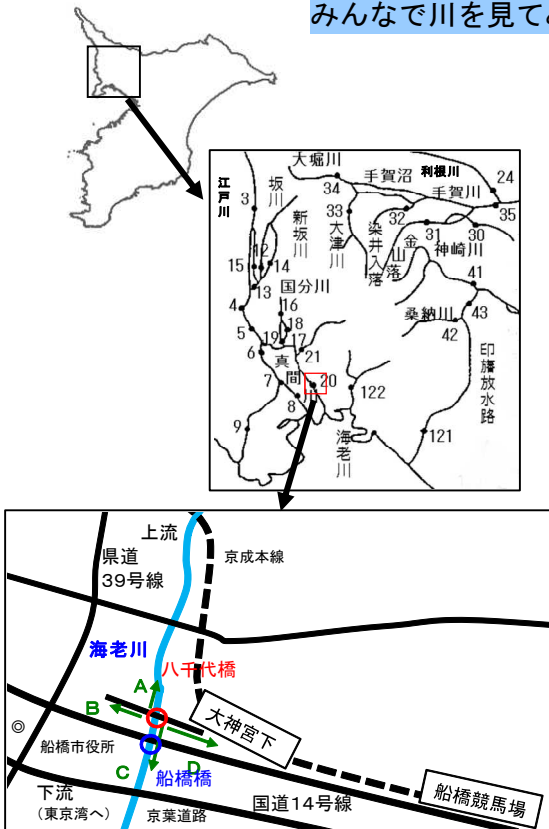 みんなで川を見て
大堀川
手賀沼
利根川
24
江戸川
坂川
34
手賀川
3
新坂川
33
32
35
大津川
染井入落
31
30
金山落
神崎川
12
15
14
13
国分川
41
16
4
桑納川
43
18
5
19
17
42
6
真間川
21
印旛放水路
7
20
122
8
9
海老川
121
上流
県道
39号線
京成本線
海老川
八千代橋
A
B
大神宮下
◎
船橋市役所
D
C
船橋橋
船橋競馬場
下流
(東京湾へ)
京葉道路
国道14号線